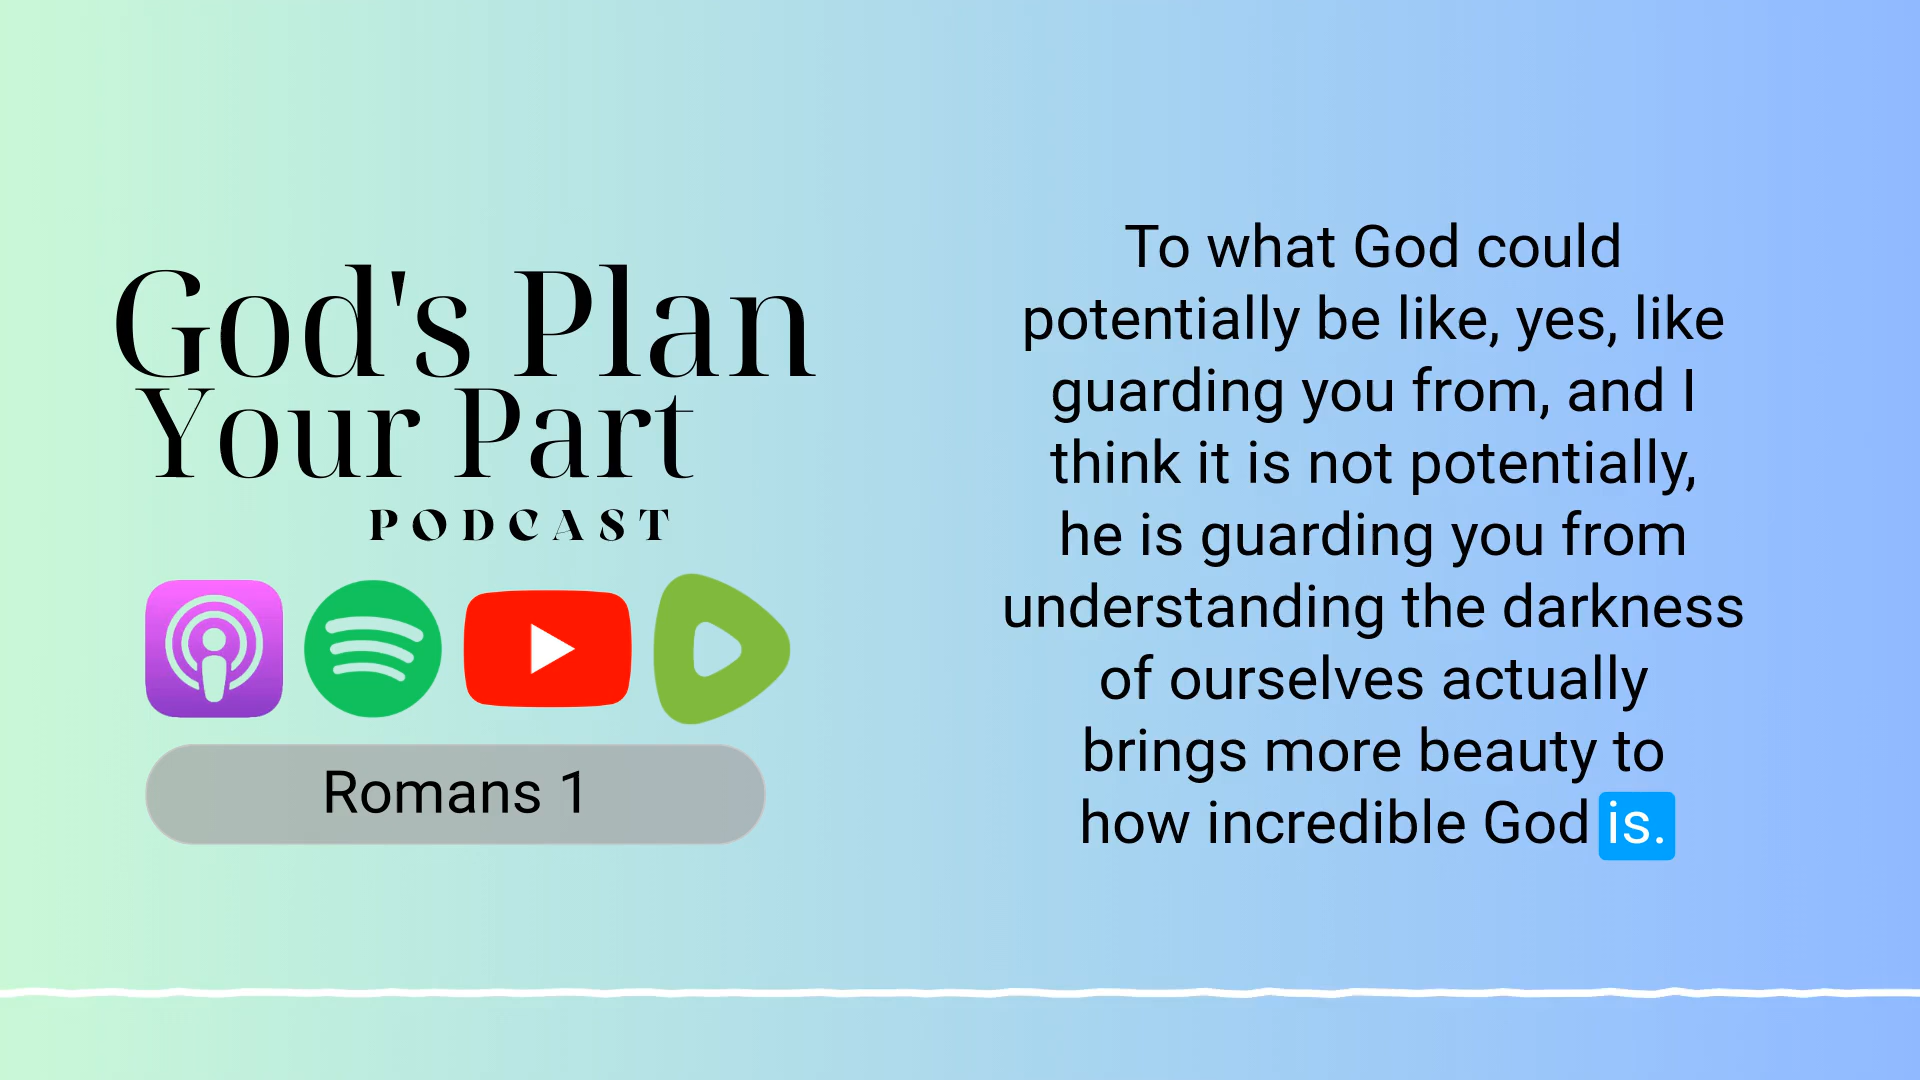 God's Plan
Your Part
PODCAST
Romans 1
To what God could
potentially be like, yes, like
guarding you from, and I
think it is not potentially,
he is guarding you from
understanding the darkness
of ourselves actually
brings more beauty to
how incredible God is.